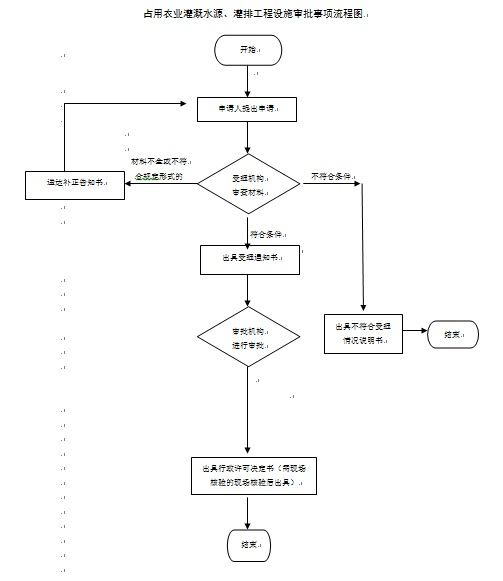 占用农业灌溉水源、灌排工程设施审批事项流程图
开始
申请人提出申请
材料不全或不符
合规定形式的
受理机构
审查材料
不符合条件
送达补正告知书
符合条件
出具受理通知书
审批机构
进行审批
出具不符合受理
情况说明书
结束
出具行政许可决定书（需现场
核验的现场核验后出具）
结束